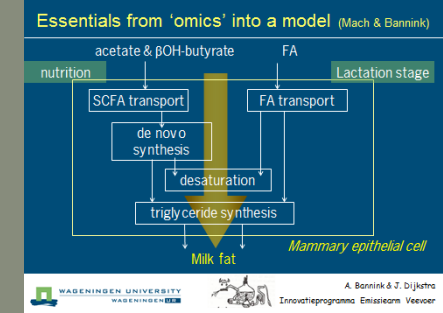 Essentials from ‘omics’ into a model (Mach & Bannink)
acetate & βOH-butyrate FA
nutrition Lactation stage
SCFA transport FA transport
de novo
synthesis
desaturation
triglyceride synthesis
Mammary epithelial cell
Milk fat
WAGENINGEN UNIVERSITY
WAGENINGEN UR
A. Bannink & J. Dijkstra
Innovatieprogramma Emissiearm Veevoer